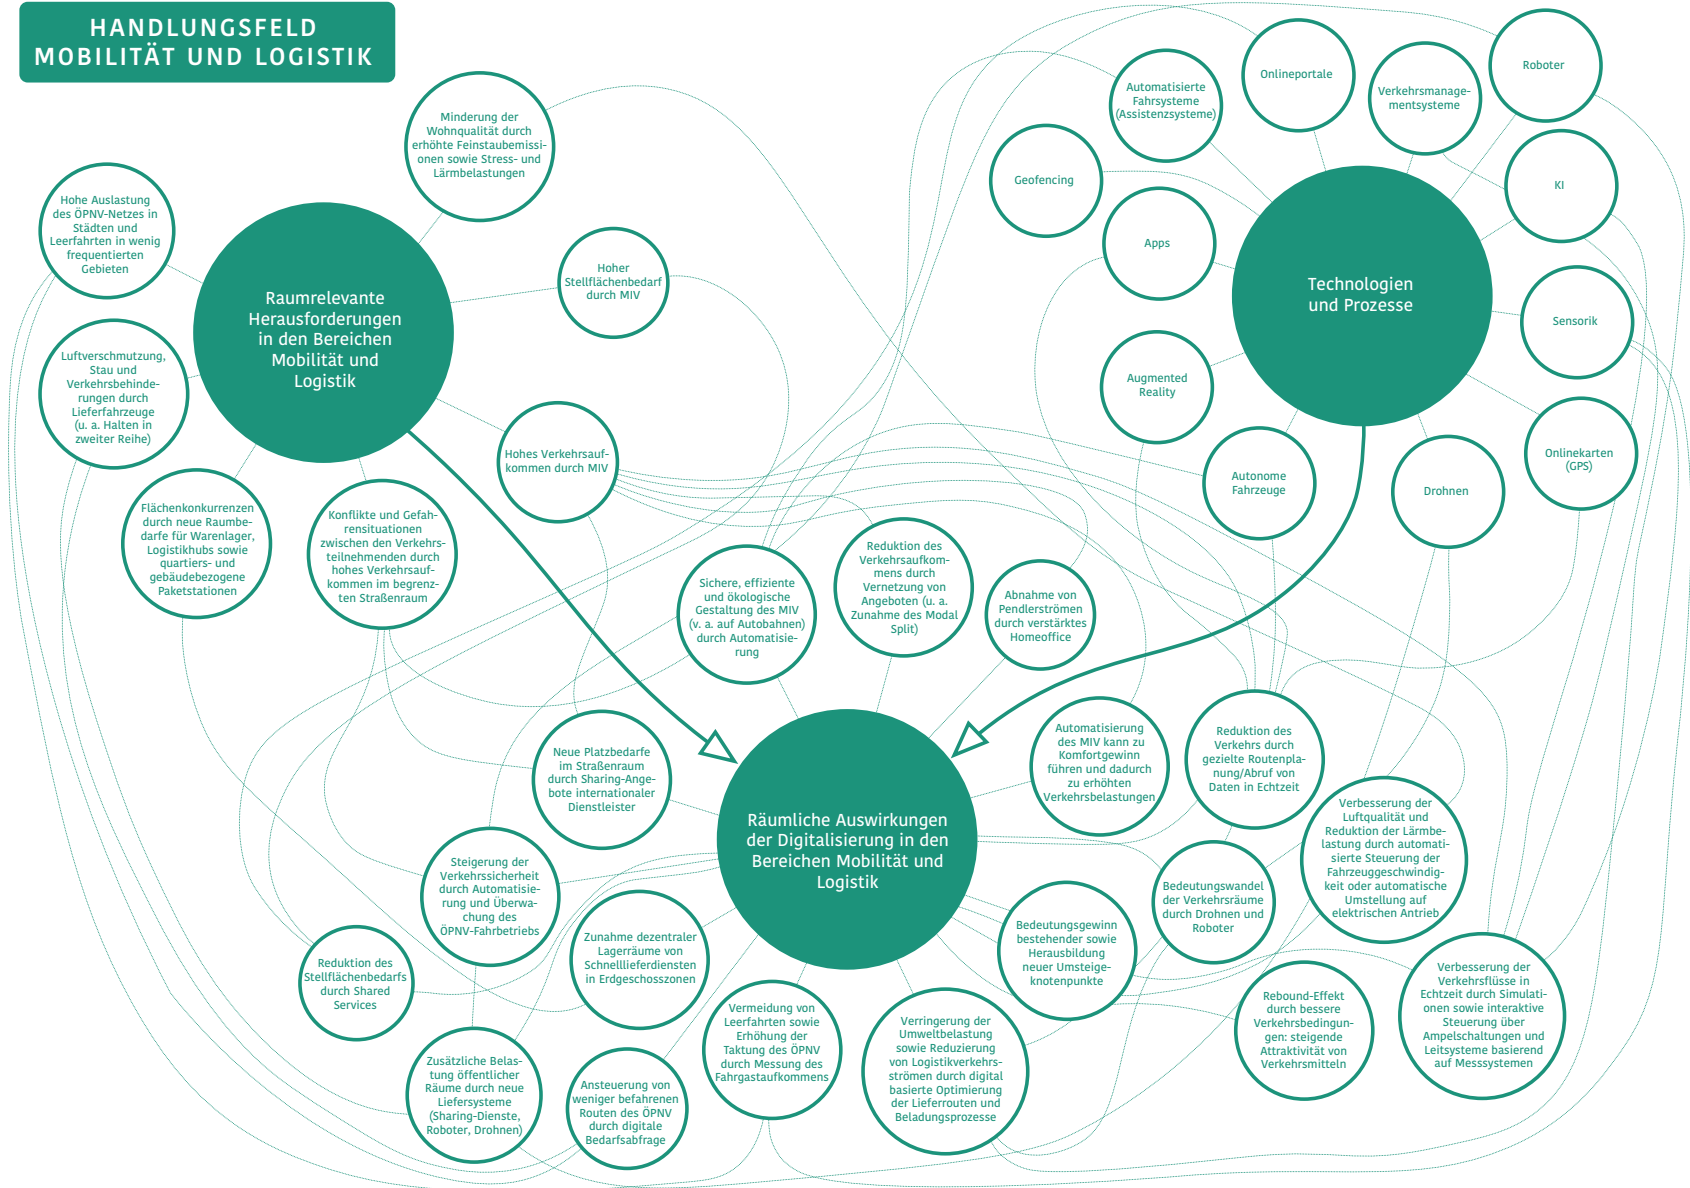 HANDLUNGSFELD
MOBILITÄT UND LOGISTIK
Minderung der
Wohnqualität durch
erhöhte Feinstaubemissi-
onen sowie Stress- und
Lärmbelastungen
Hohe Auslastung
des ÖPNV-Netzes in
Städten und
Leerfahrten in wenig
frequentierten
Gebieten
Hoher
Stellflächenbedarf
durch MIV
Raumrelevante
Herausforderungen
in den Bereichen
Mobilität und
Logistik
Luftverschmutzung,
Stau und
Verkehrsbehinde-
rungen durch
Lieferfahrzeuge
(u. a. Halten in
zweiter Reihe)
Hohes Verkehrsauf-
kommen durch MIV
Flächenkonkurrenzen
durch neue Raumbe-
darfe für Warenlager,
Logistikhubs sowie
quartiers- und
gebäudebezogene
Paketstationen
Konflikte und Gefah-
rensituationen
zwischen den Verkehrs-
teilnehmenden durch
hohes Verkehrsauf-
kommen im begrenz-
ten Straßenraum
Automatisierte
Fahrsysteme
(Assistenzsysteme)
Onlineportale
Verkehrsmanage-
mentsysteme
Roboter
Geofencing
KI
Apps
Technologien
und Prozesse
Sensorik
Augmented
Reality
Autonome
Fahrzeuge
Drohnen
Onlinekarten
(GPS)
Sichere, effiziente
und ökologische
Gestaltung des MIV
(v. a. auf Autobahnen)
durch Automatisie-
rung
Reduktion des
Verkehrsaufkom-
mens durch
Vernetzung von
Angeboten (u. a.
Zunahme des Modal
Split)
Abnahme von
Pendlerströmen
durch verstärktes
Homeoffice
Neue Platzbedarfe
im Straßenraum
durch Sharing-Ange-
bote internationaler
Dienstleister
Automatisierung
des MIV kann zu
Komfortgewinn
führen und dadurch
zu erhöhten
Verkehrsbelastungen
Reduktion des
Verkehrs durch
gezielte Routenpla-
nung/Abruf von
Daten in Echtzeit
Räumliche Auswirkungen
der Digitalisierung in den
Bereichen Mobilität und
Logistik
Verbesserung der
Luftqualität und
Reduktion der Lärmbe-
lastung durch automati-
sierte Steuerung der
Fahrzeuggeschwindig-
keit oder automatische
Umstellung auf
elektrischen Antrieb
Steigerung der
Verkehrssicherheit
durch Automatisie-
rung und Überwa-
chung des
ÖPNV-Fahrbetriebs
Bedeutungswandel
der Verkehrsräume
durch Drohnen und
Roboter
Zunahme dezentraler
Lagerräume von
Schnelllieferdiensten
in Erdgeschosszonen
Bedeutungsgewinn
bestehender sowie
Herausbildung
neuer Umsteige-
knotenpunkte
Reduktion des
Stellflächenbedarfs
durch Shared
Services
Verbesserung der
Verkehrsflüsse in
Echtzeit durch Simulati-
onen sowie interaktive
Steuerung über
Ampelschaltungen und
Leitsysteme basierend
auf Messsystemen
Rebound-Effekt
durch bessere
Verkehrsbedingun-
gen: steigende
Attraktivität von
Verkehrsmitteln
Vermeidung von
Leerfahrten sowie
Erhöhung der
Taktung des ÖPNV
durch Messung des
Fahrgastaufkommens
Verringerung der
Umweltbelastung
sowie Reduzierung
von Logistikverkehrs-
strömen durch digital
basierte Optimierung
der Lieferrouten und
Beladungsprozesse
Zusätzliche Belas-
tung öffentlicher
Räume durch neue
Liefersysteme
(Sharing-Dienste,
Roboter, Drohnen)
Ansteuerung von
weniger befahrenen
Routen des ÖPNV
durch digitale
Bedarfsabfrage